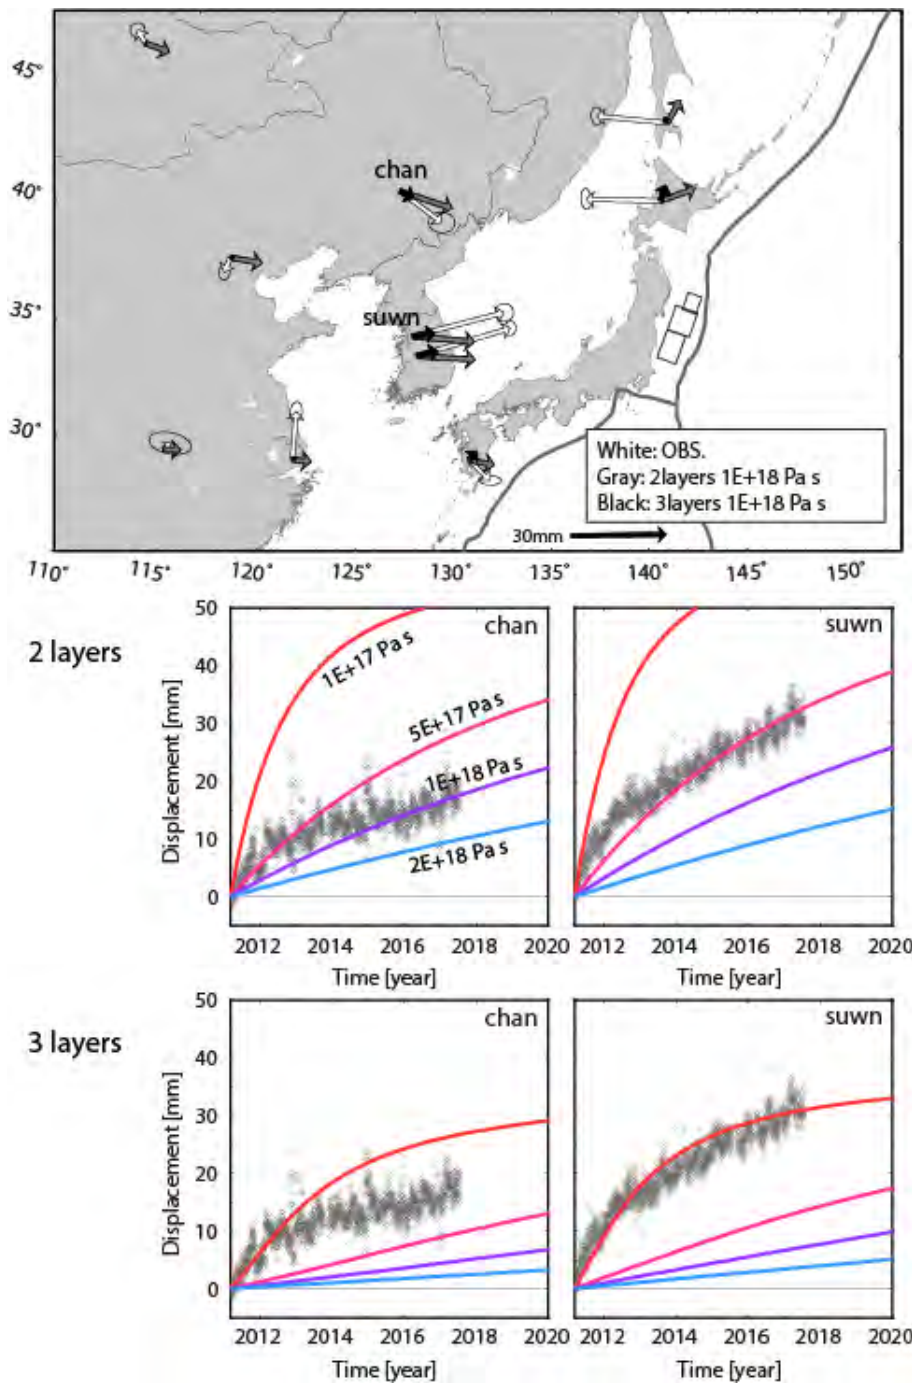 45°
40°
35°
30°
chan
suwn
White: OBS.
Gray: 2layers 1E+18 Pa s
Black: 3layers 1E+18 Pa s
30mm
110° 115° 120° 125° 130° 135° 140° 145° 150°
2 layers
Displacement [mm]
50
40
30
20
10
0
chan
1E+17 Pa s
5E+17 Pa s
1E+18 Pa s
2E+18 Pa s
2012 2014 2016 2018 2020
Time [year]
suwn
2012 2014 2016 2018 2020
Time [year]
3 layers
Displacement [mm]
50
40
30
20
10
0
chan
2012 2014 2016 2018 2020
Time [year]
suwn
2012 2014 2016 2018 2020
Time [year]